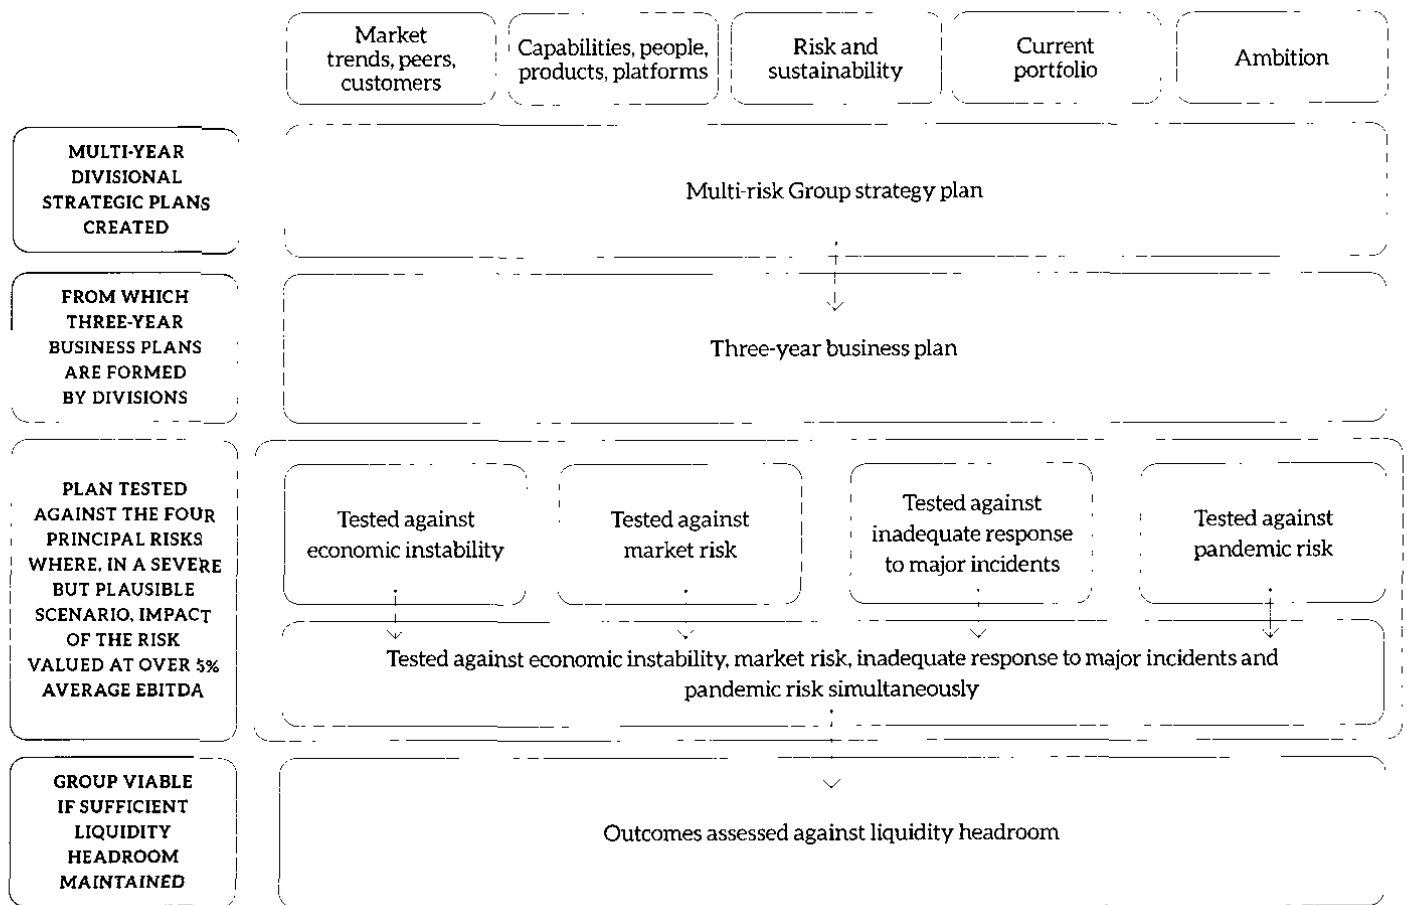 Market
trends, peers,
customers
Capabilities, people,
products, platforms
Risk and
sustainability
Current
portfolio
Ambition
MULTI-YEAR
DIVISIONAL
STRATEGIC PLANS
CREATED
Multi-risk Group strategy plan
FROM WHICH
THREE-YEAR
BUSINESS PLANS
ARE FORMED
BY DIVISIONS
Three-year business plan
PLAN TESTED
AGAINST THE FOUR
PRINCIPAL RISKS
WHERE, IN A SEVERE
BUT PLAUSIBLE
SCENARIO, IMPACT
OF THE RISK
VALUED AT OVER 5%
AVERAGE EBITDA
Tested against
economic instability
Tested against
market risk
Tested against
inadequate response
to major incidents
Tested against
pandemic risk
Tested against economic instability, market risk, inadequate response to major incidents and
pandemic risk simultaneously
GROUP VIABLE
IF SUFFICIENT
LIQUIDITY
HEADROOM
MAINTAINED
Outcomes assessed against liquidity headroom